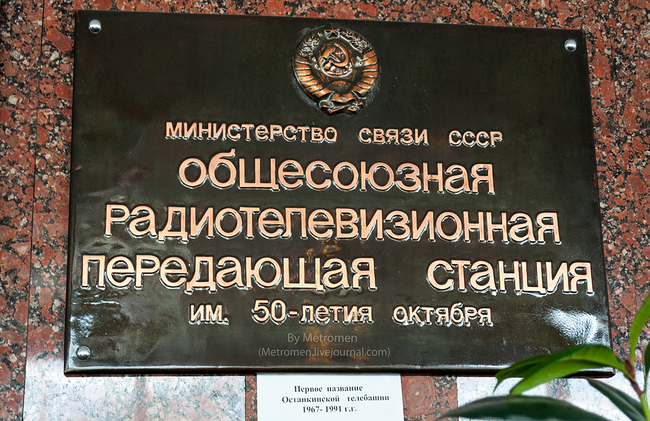 МИНИСТЕРСТВО СВЯЗИ СССР
ОБЩЕСОЮЗНАЯ
РАДИОТЕЛЕВИЗИОННАЯ
ПЕРЕДАЮЩАЯ СТАНЦИЯ
ИМ. 50-ЛЕТИЯ ОКТЯБРЯ
By Metromen
(Metromen.livejournal.com)
Первое название
Останкинской телебашни
1967- 1991 г.г.